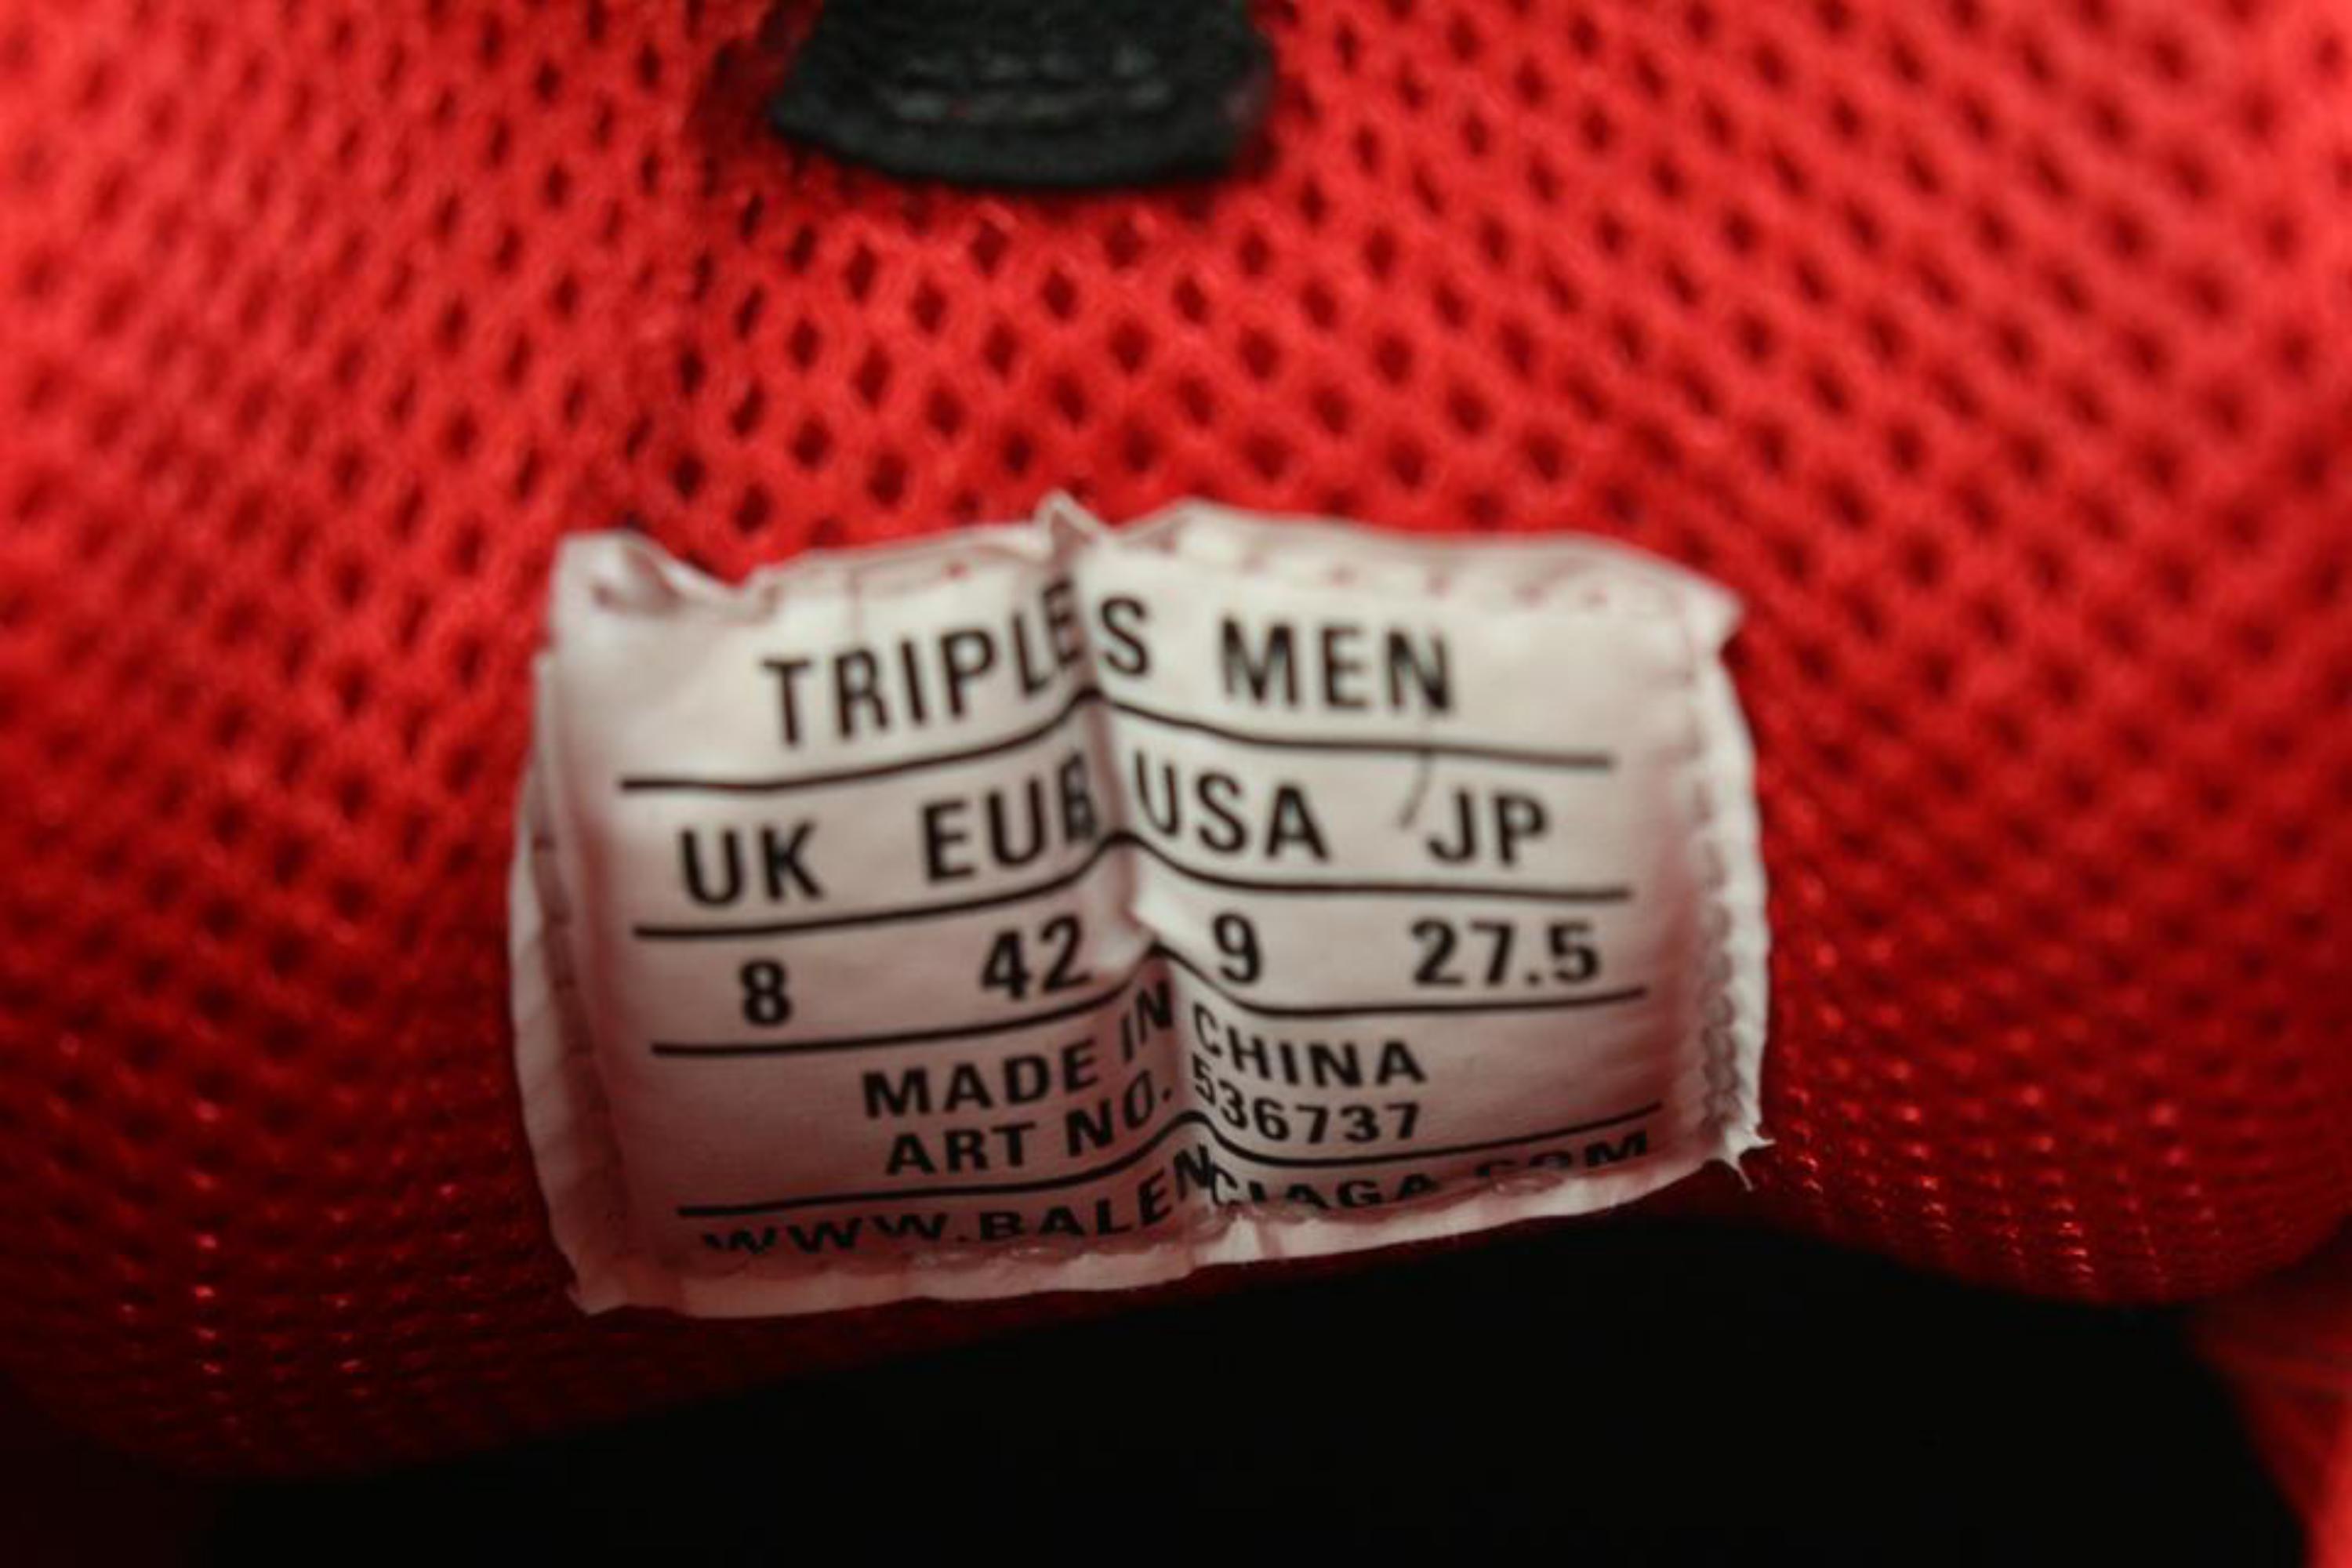 TRIPLE S MEN
UK EUR USA JP
8 42 9 27.5
MADE IN CHINA
ART NO. 536737
WWW.BALENCIAGA.COM